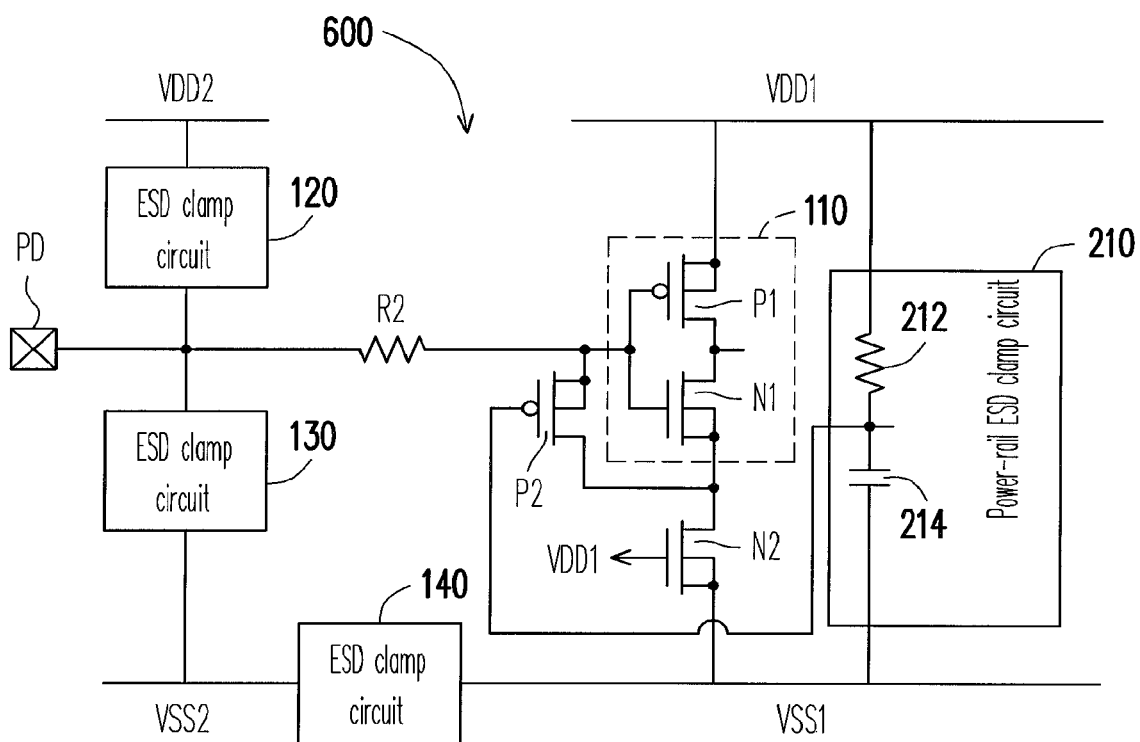 600
VDD2
VDD1
ESD clamp
circuit
120
110
PD
210
R2
P1
212
Power-rail ESD clamp circuit
N1
ESD clamp
circuit
130
P2
214
N2
VDD1
140
ESD clamp
circuit
VSS2
VSS1